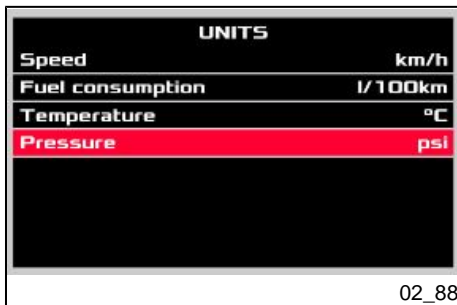 UNITS
Speed km/h
Fuel consumption l/100km
Temperature °C
Pressure psi
02_88